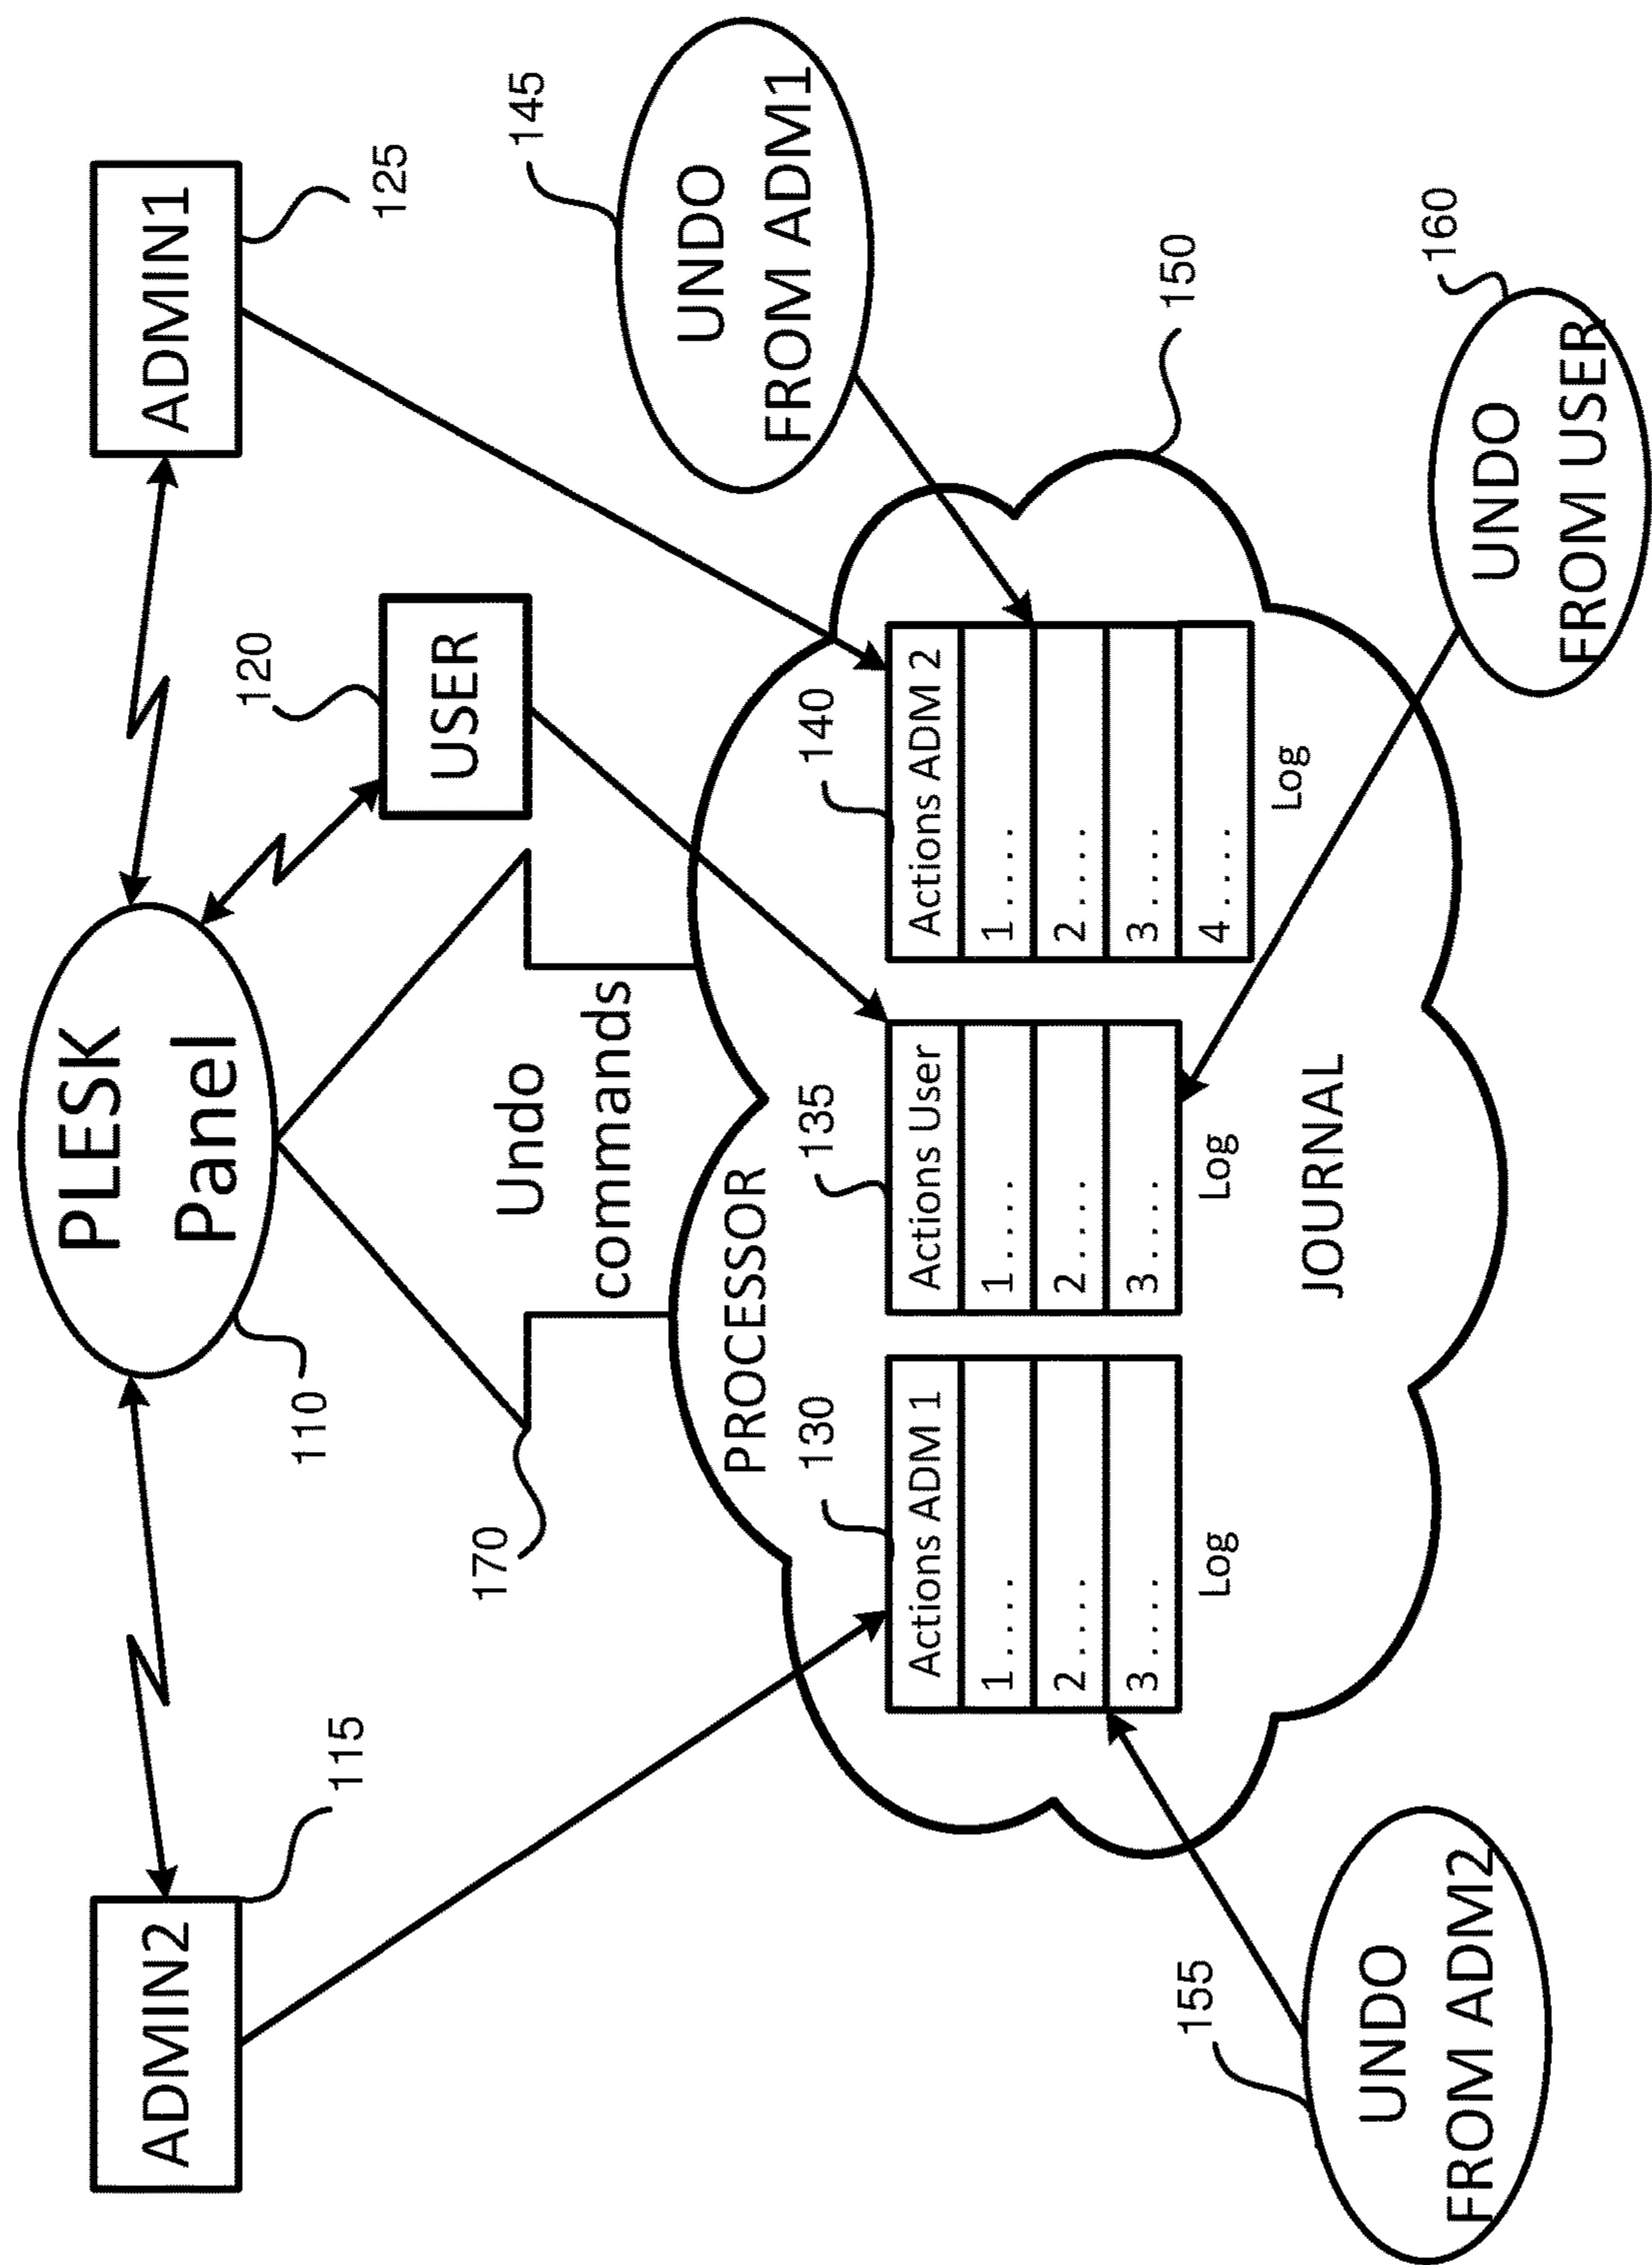 PLESK
Panel
110
ADMIN2
115
USER
120
ADMIN1
125
Undo
commands
170
PROCESSOR
130
Actions ADM 1
1.....
2.....
3.....
Log
135
Actions User
1.....
2.....
3.....
Log
140
Actions ADM 2
1.....
2.....
3.....
4....
Log
JOURNAL
150
UNDO
FROM ADM1
145
UNDO
FROM ADM2
155
UNDO
FROM USER
160